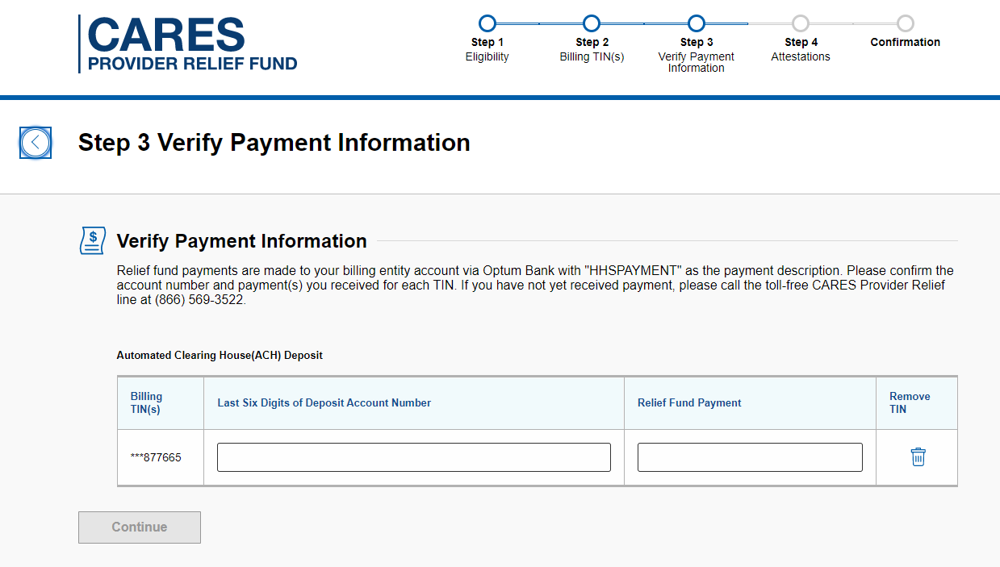 CARES
PROVIDER RELIEF FUND
Step 1
Eligibility
Step 2
Billing TIN(s)
Step 3
Verify Payment
Information
Step 4
Attestations
Confirmation
Step 3 Verify Payment Information
$
Verify Payment Information
Relief fund payments are made to your billing entity account via Optum Bank with "HHSPAYMENT" as the payment description. Please confirm the
account number and payment(s) you received for each TIN. If you have not yet received payment, please call the toll-free CARES Provider Relief
line at (866) 569-3522.
Automated Clearing House(ACH) Deposit
Billing
TIN(s)
Last Six Digits of Deposit Account Number
Relief Fund Payment
Remove
TIN
***877665
Continue